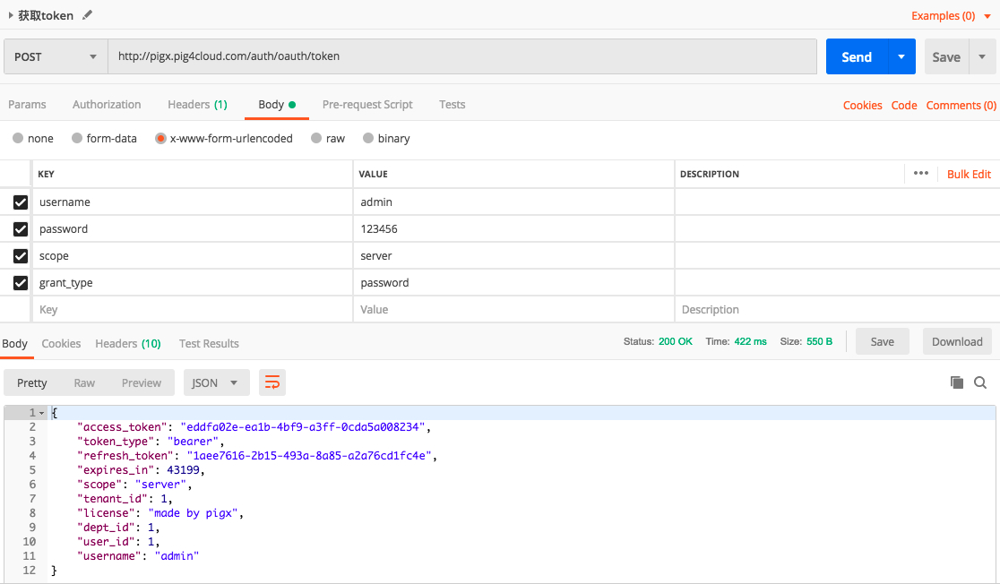 获取token
Examples (0)
POST
http://pigx.pig4cloud.com/auth/oauth/token
Send
Save
Params
Authorization
Headers (1)
Body
Pre-request Script
Tests
Cookies
Code
Comments (0)
none
form-data
x-www-form-urlencoded
raw
binary
KEY
VALUE
DESCRIPTION
Bulk Edit
username
admin
password
123456
scope
server
grant_type
password
Key
Value
Description
Body
Cookies
Headers (10)
Test Results
Status: 200 OK
Time: 422 ms
Size: 550 B
Save
Download
Pretty
Raw
Preview
JSON
1 {
2 "access_token": "eddfa02e-ea1b-4bf9-a3ff-0cda5a008234",
3 "token_type": "bearer",
4 "refresh_token": "1aee7616-2b15-493a-8a85-a2a76cd1fc4e",
5 "expires_in": 43199,
6 "scope": "server",
7 "tenant_id": 1,
8 "license": "made by pigx",
9 "dept_id": 1,
10 "user_id": 1,
11 "username": "admin"
12 }